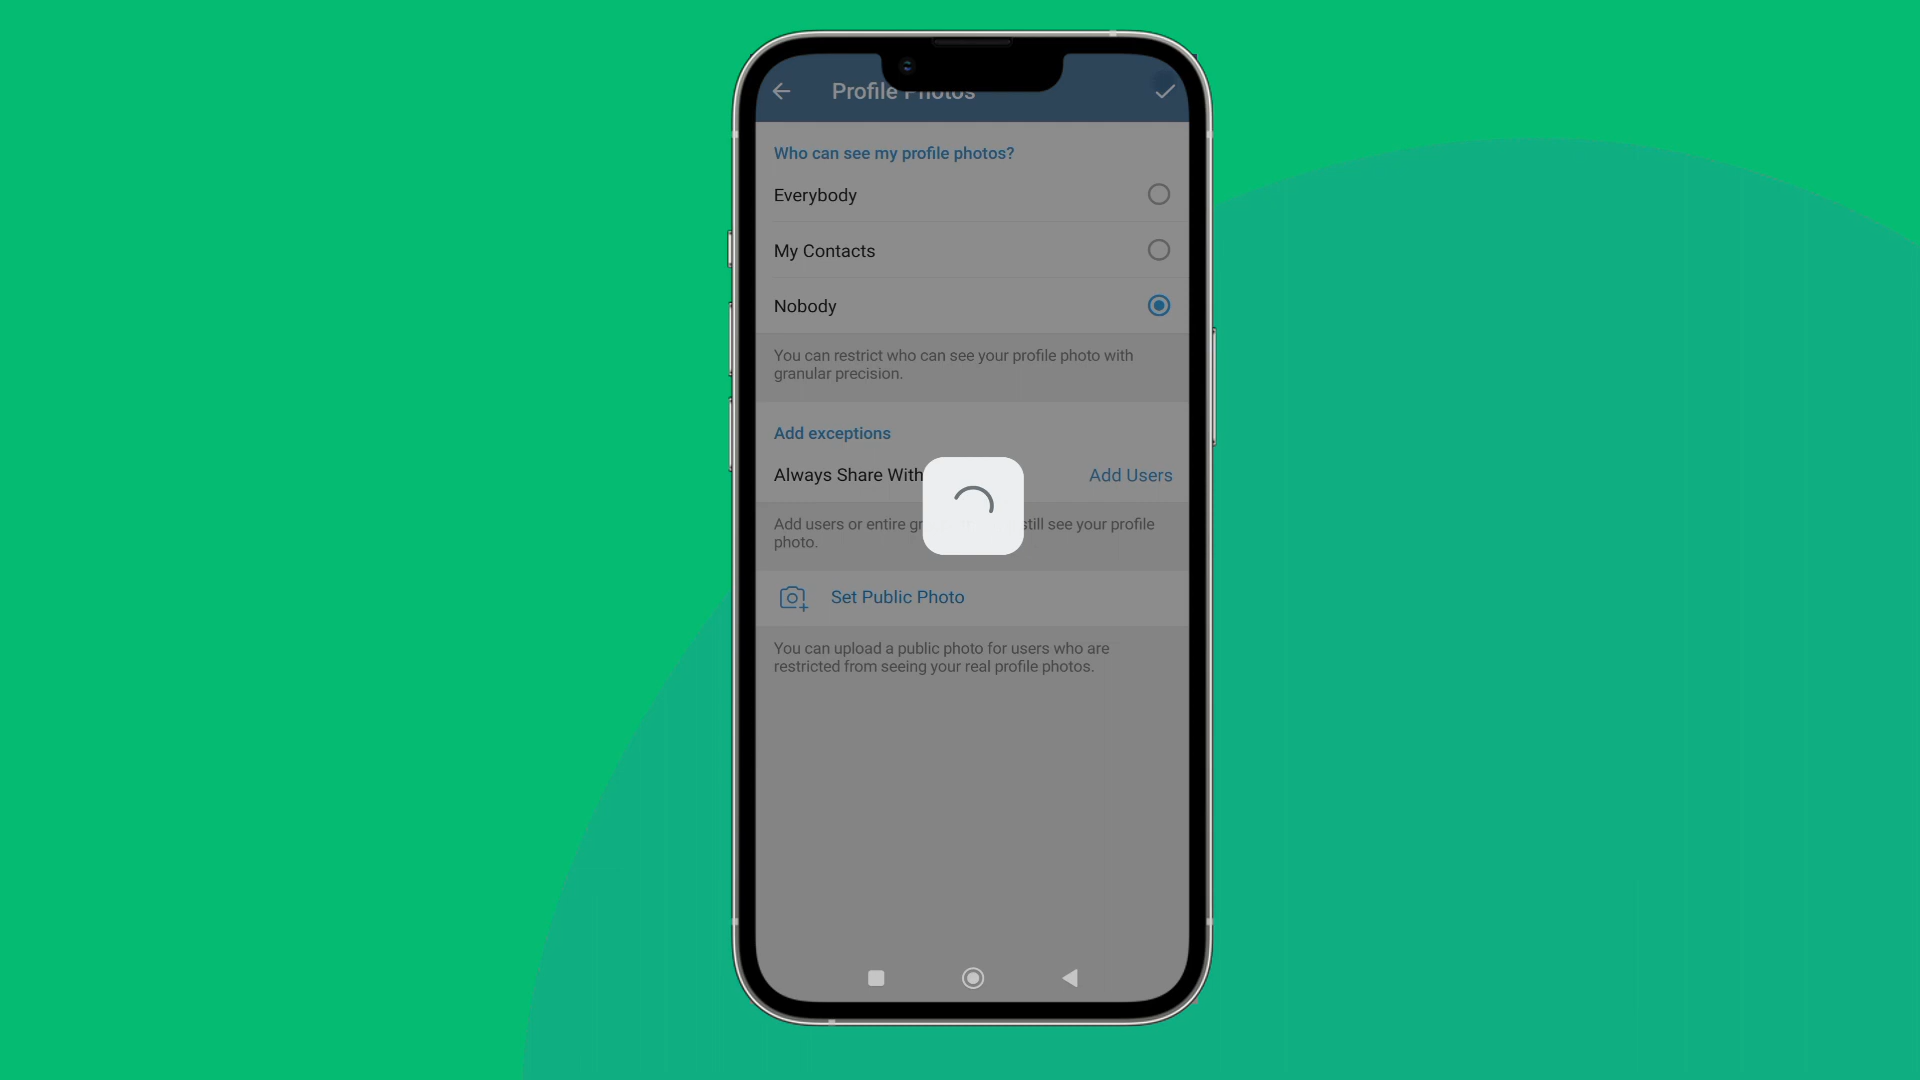 Profile Photos
Who can see my profile photos?
Everybody
My Contacts
Nobody
You can restrict who can see your profile photo with
granular precision.
Add exceptions
Always Share With
Add Users
Add users or entire still see your profile
photo.
Set Public Photo
You can upload a public photo for users who are
restricted from seeing your real profile photos.